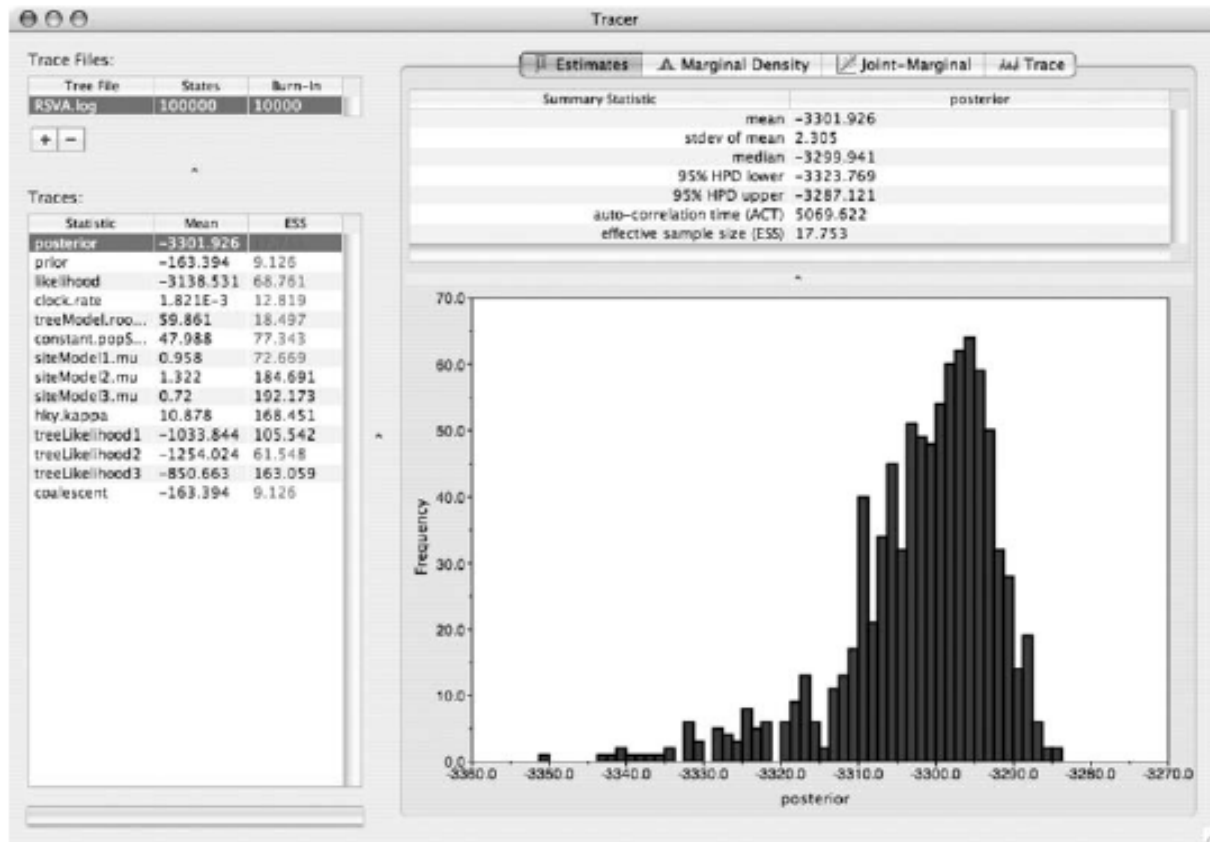 Tracer
Trace Files:
Tree File States Burn-In
RSVA.log 100000 10000
+ −
Traces:
Statistic Mean ESS
posterior -3301.926
prior -163.394 9.126
likelihood -3138.531 68.761
clock.rate 1.821E-3 12.819
treeModel.roo... 59.861 18.497
constant.popS... 47.988 77.343
siteModel1.mu 0.958 72.669
siteModel2.mu 1.322 184.691
siteModel3.mu 0.72 192.173
hky.kappa 10.878 168.451
treeLikelihood1 -1033.844 105.542
treeLikelihood2 -1254.024 61.548
treeLikelihood3 -850.663 163.059
coalescent -163.394 9.126
Estimates Marginal Density Joint-Marginal Trace
Summary Statistic posterior
mean -3301.926
stdev of mean 2.305
median -3299.941
95% HPD lower -3323.769
95% HPD upper -3287.121
auto-correlation time (ACT) 5069.622
effective sample size (ESS) 17.753
70.0
60.0
50.0
40.0
30.0
20.0
10.0
0.0
Frequency
-3360.0 -3350.0 -3340.0 -3330.0 -3320.0 -3310.0 -3300.0 -3290.0 -3280.0 -3270.0
posterior